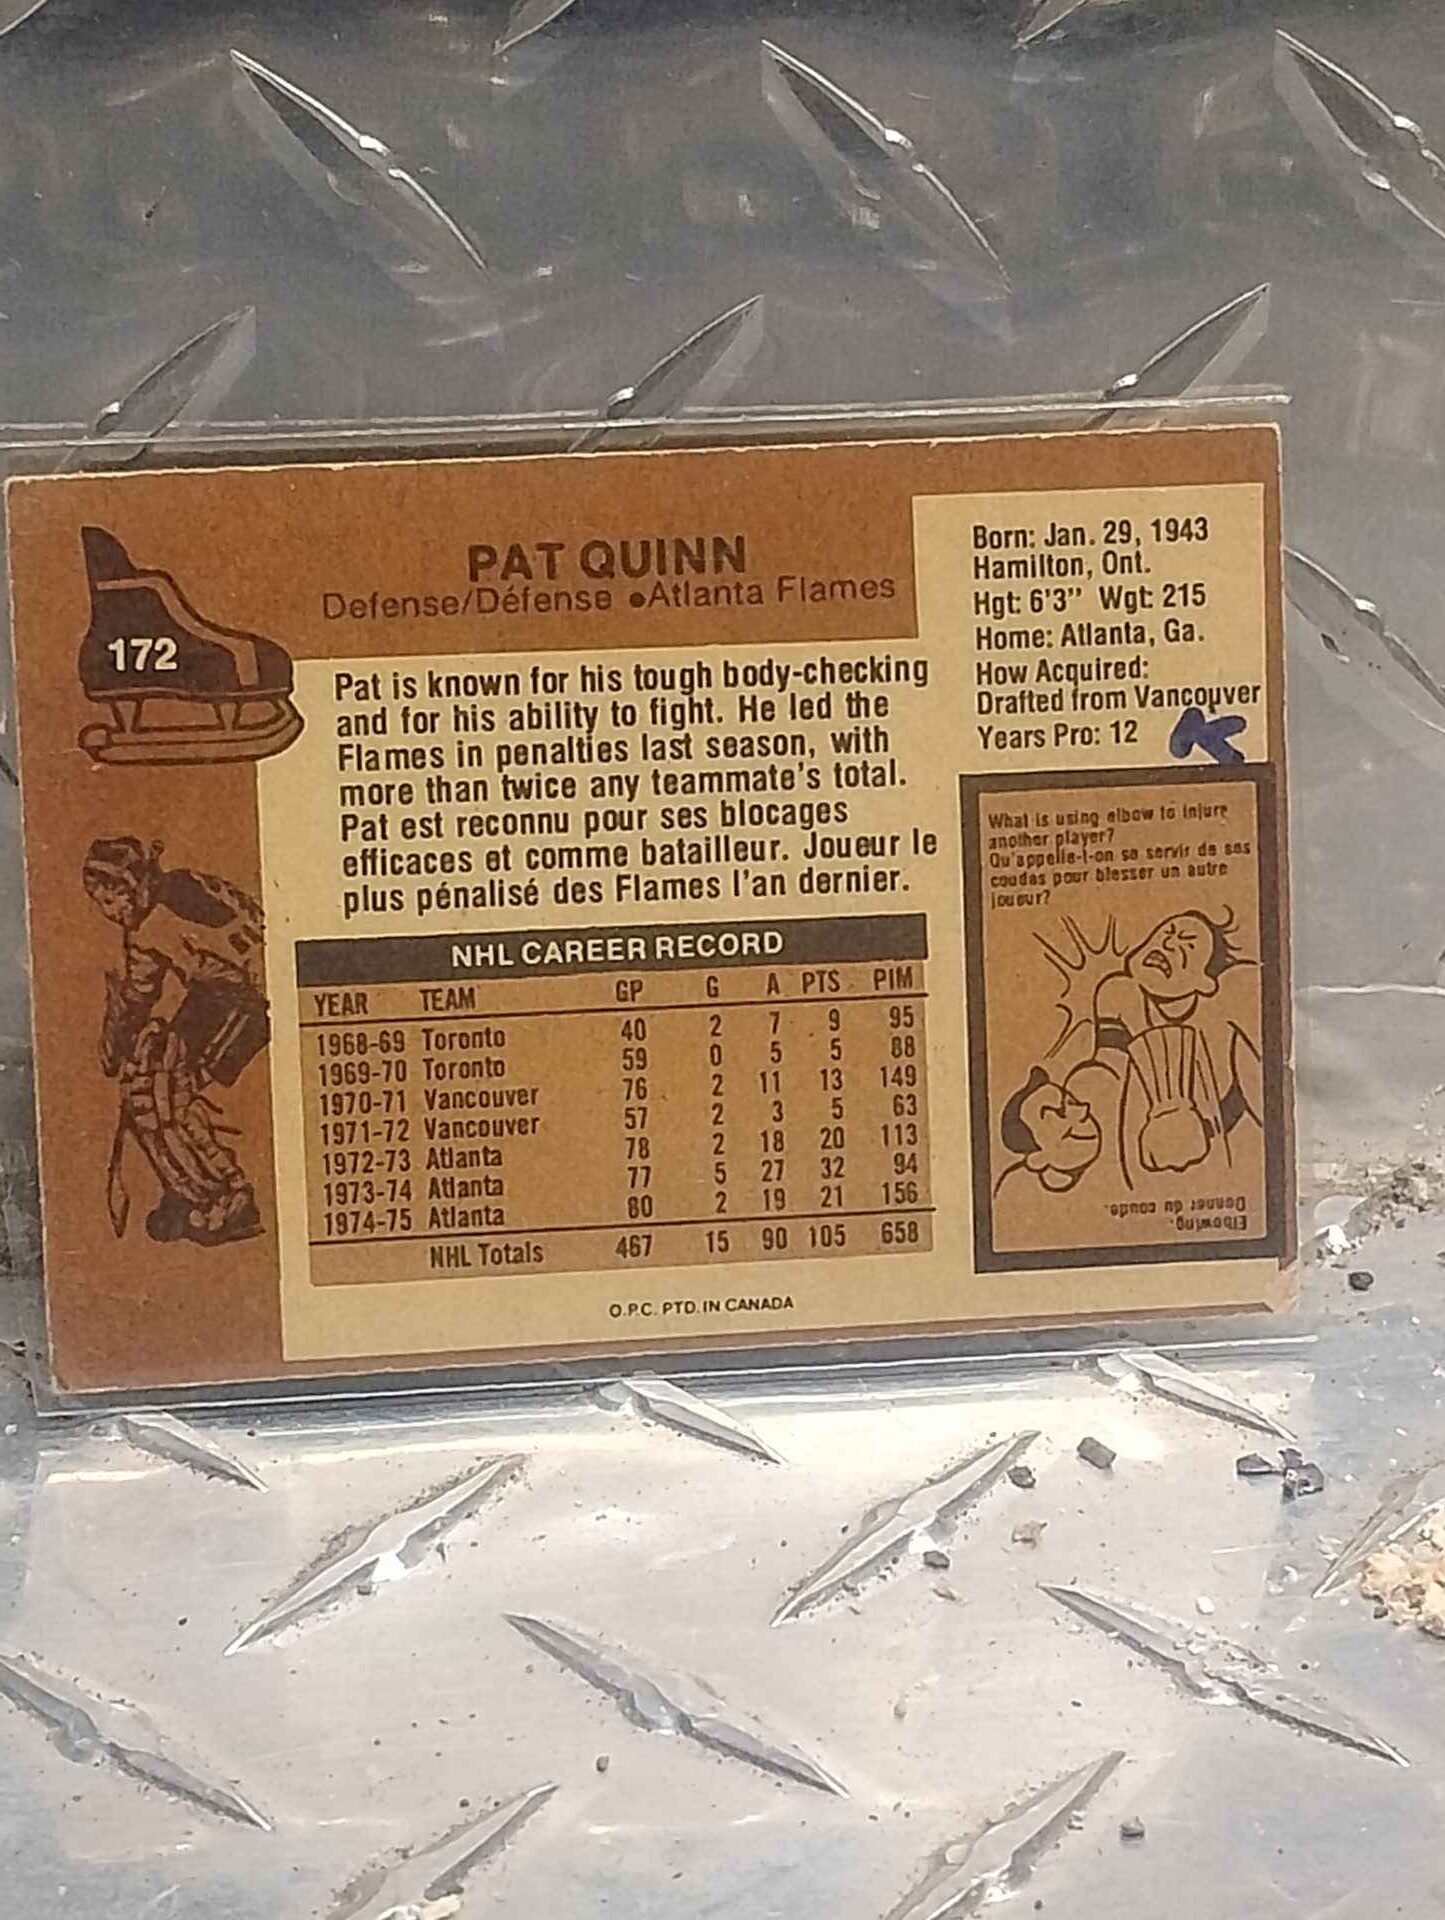 172
PAT QUINN
Defense/Défense ●Atlanta Flames
Born: Jan. 29, 1943
Hamilton, Ont.
Hgt: 6'3" Wgt: 215
Home: Atlanta, Ga.
How Acquired:
Drafted from Vancouver
Years Pro: 12
Pat is known for his tough body-checking
and for his ability to fight. He led the
Flames in penalties last season, with
more than twice any teammate's total.
Pat est reconnu pour ses blocages
efficaces et comme batailleur. Joueur le
plus pénalisé des Flames l'an dernier.
NHL CAREER RECORD
YEAR TEAM GP G A PTS PIM
1968-69 Toronto 40 2 7 9 95
1969-70 Toronto 59 0 5 5 88
1970-71 Vancouver 76 2 11 13 149
1971-72 Vancouver 57 2 3 5 63
1972-73 Atlanta 78 2 18 20 113
1973-74 Atlanta 77 5 27 32 94
1974-75 Atlanta 80 2 19 21 156
NHL Totals 467 15 90 105 658
O.P.C. PTD. IN CANADA
What is using elbow to injure
another player?
Qu'appelle-t-on se servir de ses
coudas pour blesser un autre
joueur?
Elbowing.
Donner du coude.